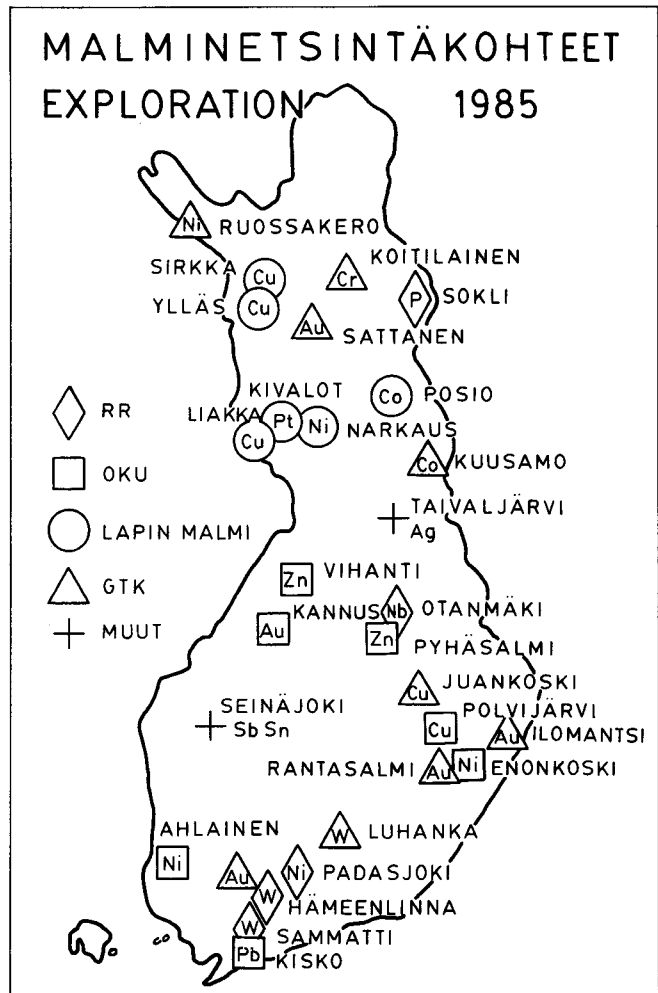 MALMINETSINTÄKOHTEET
EXPLORATION 1985
Ni RUOSSAKERO
KOITILAINEN
SIRKKA Cu Cr
YLLÄS Cu P SOKLI
Au SATTANEN
KIVALOT Co POSIO
RR
LIAKKA Pt Ni NARKAUS
Cu
Co KUUSAMO
OKU
TAIVALJÄRVI
Ag
LAPIN MALMI
Zn VIHANTI
GTK
KANNUS Nb OTANMÄKI
Au
MUUT
Zn PYHÄSALMI
Cu JUANKOSKI
SEINÄJOKI
Sb Sn
POLVIJÄRVI
Cu Au ILOMANTSI
RANTASALMI Au Ni ENONKOSKI
AHLAINEN W LUHANKA
Ni Au Ni PADASJOKI
W HÄMEENLINNA
W SAMMATTI
Pb KISKO